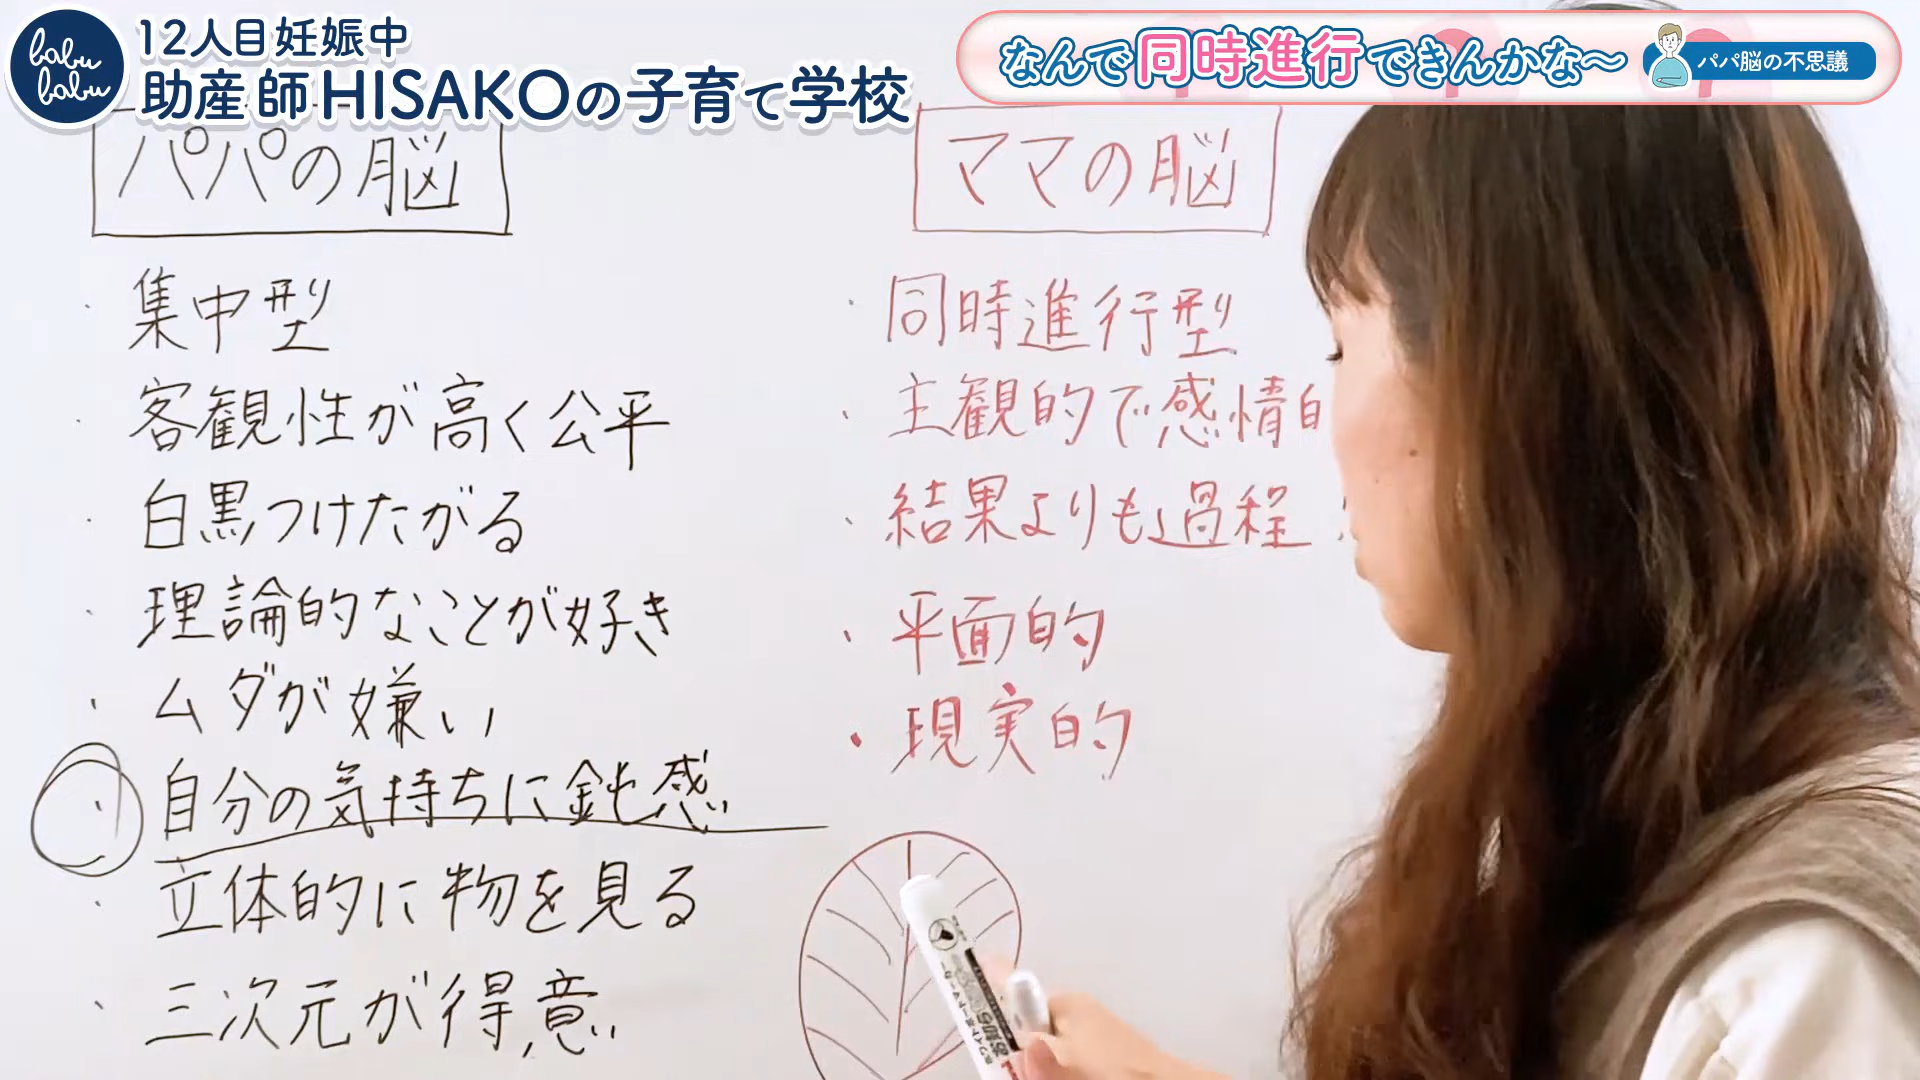 babu
babu
12人目妊娠中
助産師HISAKOの子育て学校
なんで同時進行できんかな〜
パパ脳の不思議
パパの脳
・集中型
・客観性が高く公平
・白黒つけたがる
・理論的なことが好き
・ムダが嫌い
・自分の気持ちに鈍感
・立体的に物を見る
・三次元が得意
ママの脳
・同時進行型
・主観的で感情的
・結果よりも過程
・平面的
・現実的